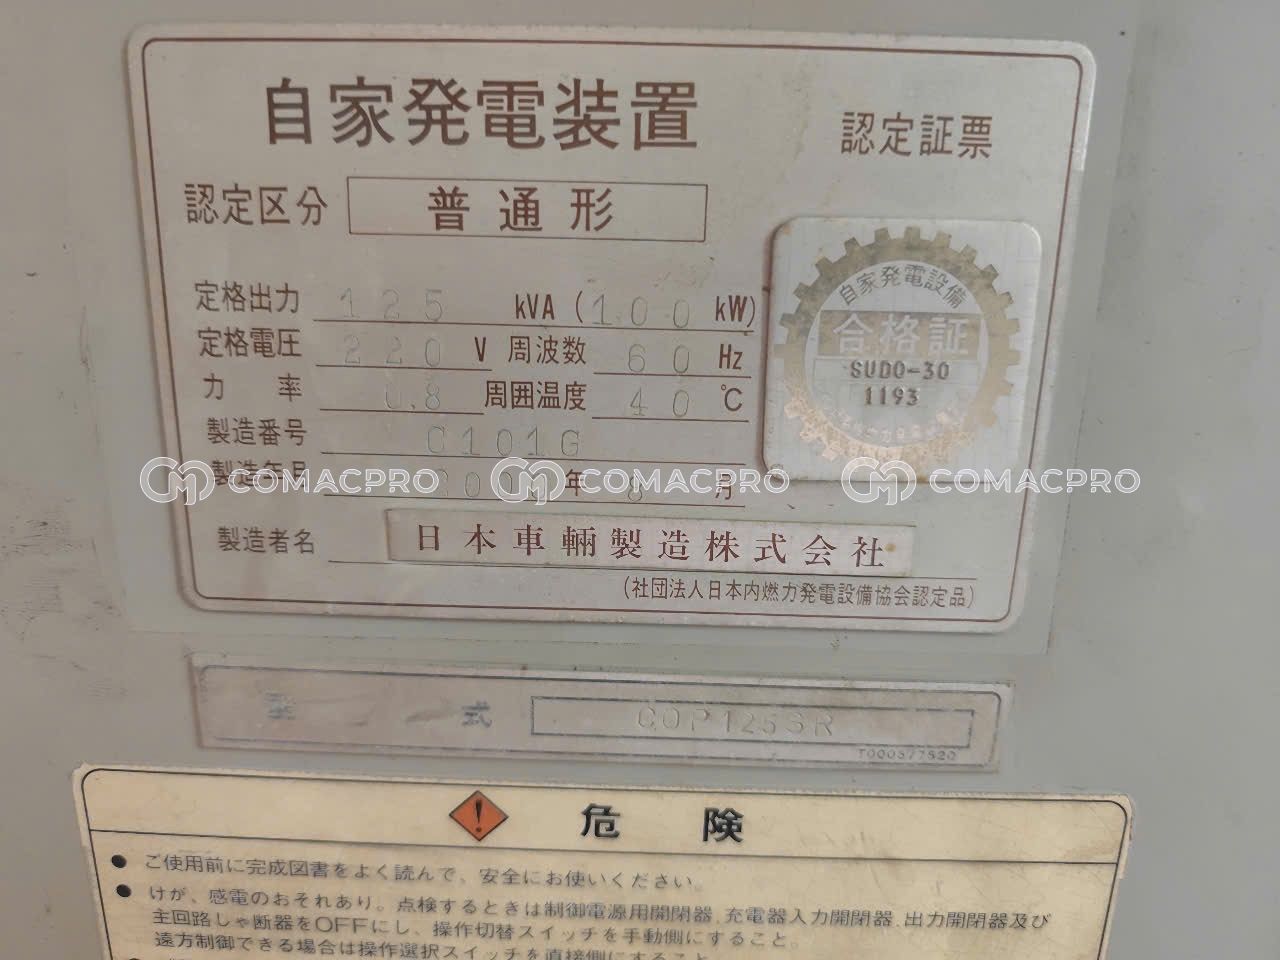 自家発電装置
認定証票
認定区分 普通形
定格出力 125 kVA (100 kW)
定格電圧 220 V 周波数 60 Hz
力率 0.8 周囲温度 40 ℃
製造番号 C101G
製造年月 年 8 月
製造者名 日本車輛製造株式会社
(社団法人日本内燃力発電設備協会認定品)
自家発電設備
合格証
SUDO-30
1193
COMACPRO COMACPRO COMACPRO
式 COP125SR
T000577520
危険
● ご使用前に完成図書をよく読んで、安全にお使いください。
● けが、感電のおそれあり。点検するときは制御電源用開閉器、充電器入力開閉器、出力開閉器及び
主回路しゃ断器をOFFにし、操作切替スイッチを手動側にすること。
遠方制御できる場合は操作選択スイッチを直接側にすること